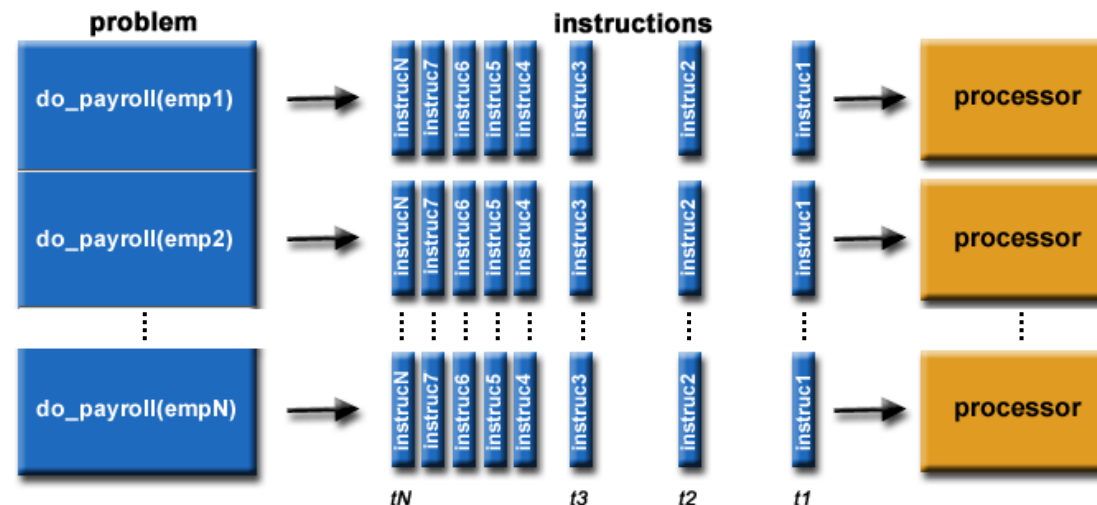 problem
instructions
do_payroll(emp1)
instrucN
instruc7
instruc6
instruc5
instruc4
instruc3
instruc2
instruc1
processor
do_payroll(emp2)
instrucN
instruc7
instruc6
instruc5
instruc4
instruc3
instruc2
instruc1
processor
do_payroll(empN)
instrucN
instruc7
instruc6
instruc5
instruc4
instruc3
instruc2
instruc1
processor
tN
t3
t2
t1